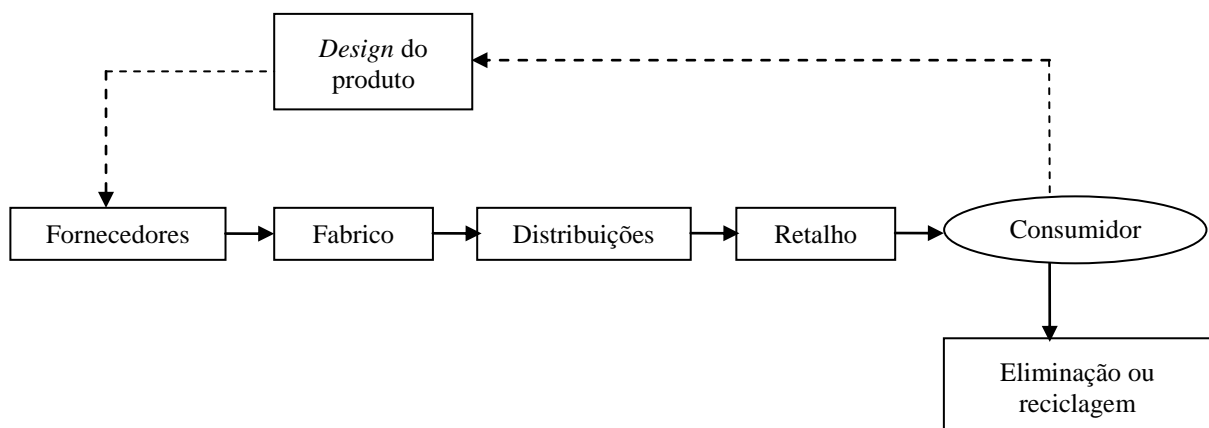 Design do
produto
Fornecedores
Fabrico
Distribuições
Retalho
Consumidor
Eliminação ou
reciclagem